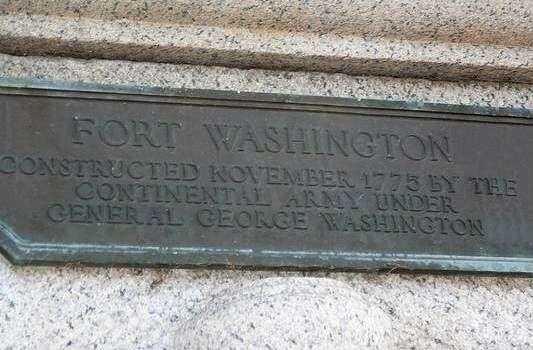 FORT WASHINGTON
CONSTRUCTED NOVEMBER 1775 BY THE
CONTINENTAL ARMY UNDER
GENERAL GEORGE WASHINGTON